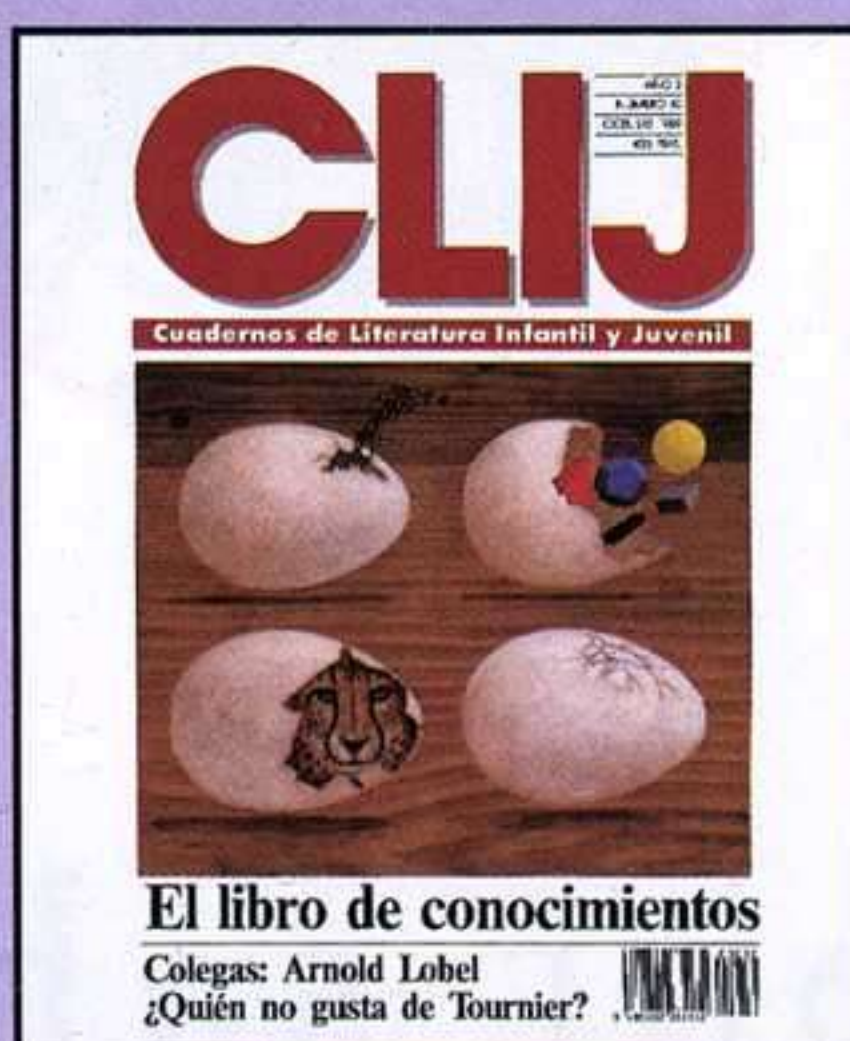 CLIJ
Cuadernos de Literatura Infantil y Juvenil
El libro de conocimientos
Colegas: Arnold Lobel
¿Quién no gusta de Tournier?